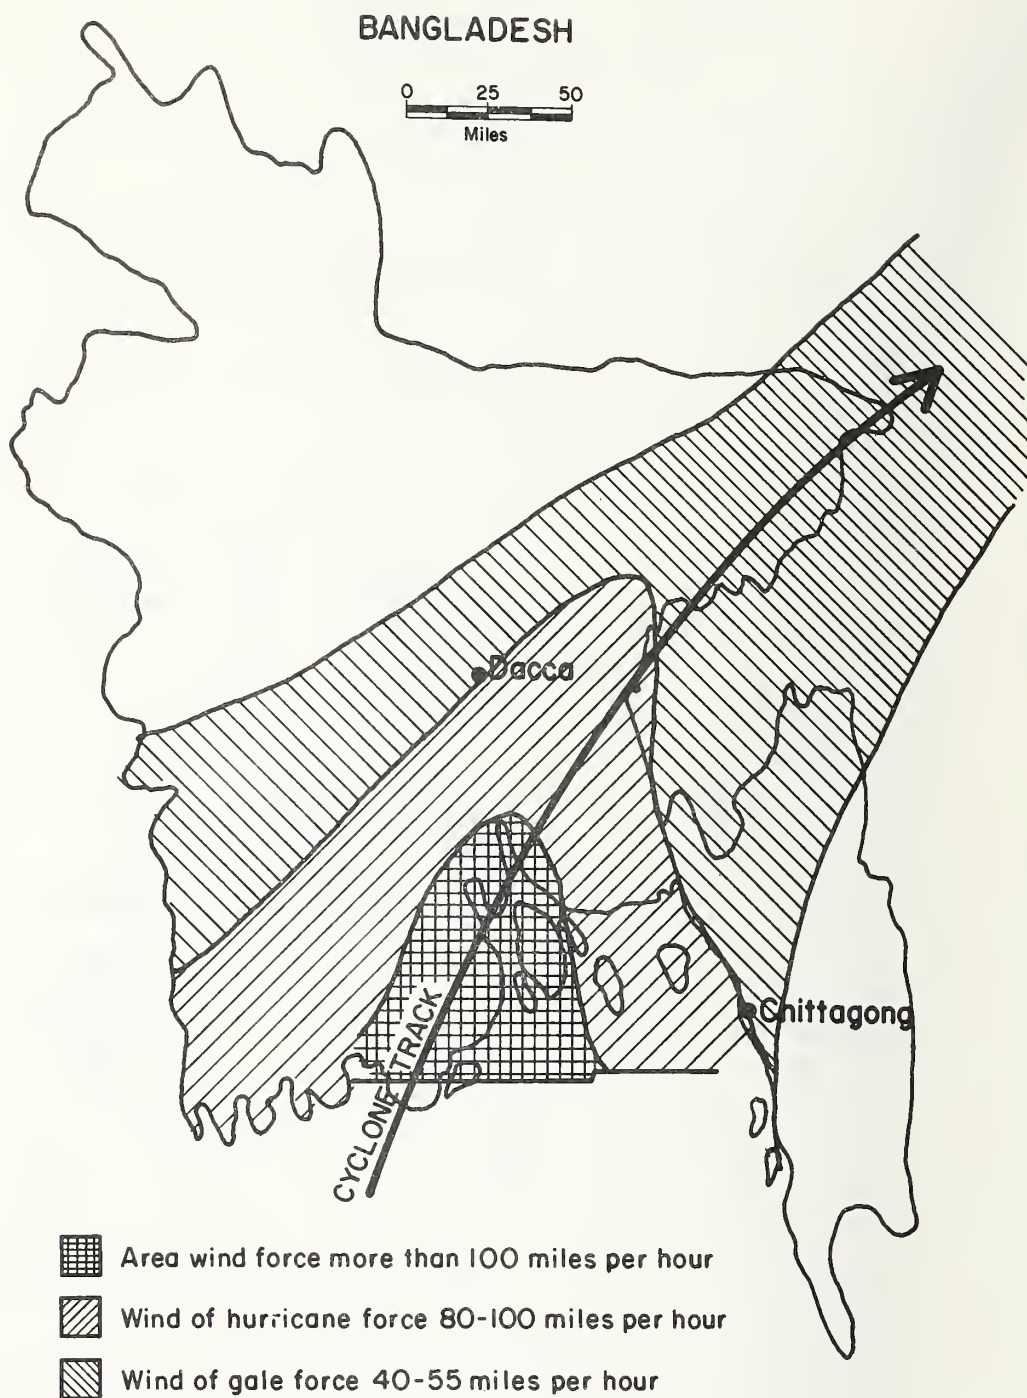 BANGLADESH
0 25 50
Miles
Dacca
Chittagong
CYCLONE TRACK
Area wind force more than 100 miles per hour
Wind of hurricane force 80-100 miles per hour
Wind of gale force 40-55 miles per hour